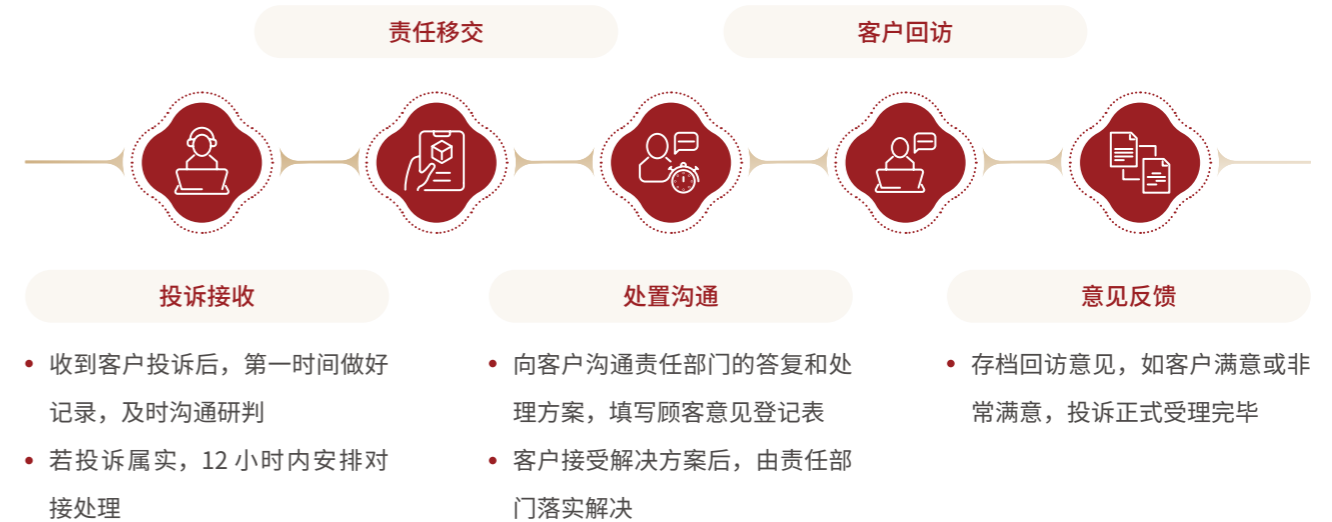 责任移交
客户回访
投诉接收
• 收到客户投诉后，第一时间做好
记录，及时沟通研判
• 若投诉属实，12 小时内安排对
接处理
处置沟通
• 向客户沟通责任部门的答复和处
理方案，填写顾客意见登记表
• 客户接受解决方案后，由责任部
门落实解决
意见反馈
• 存档回访意见，如客户满意或非
常满意，投诉正式受理完毕